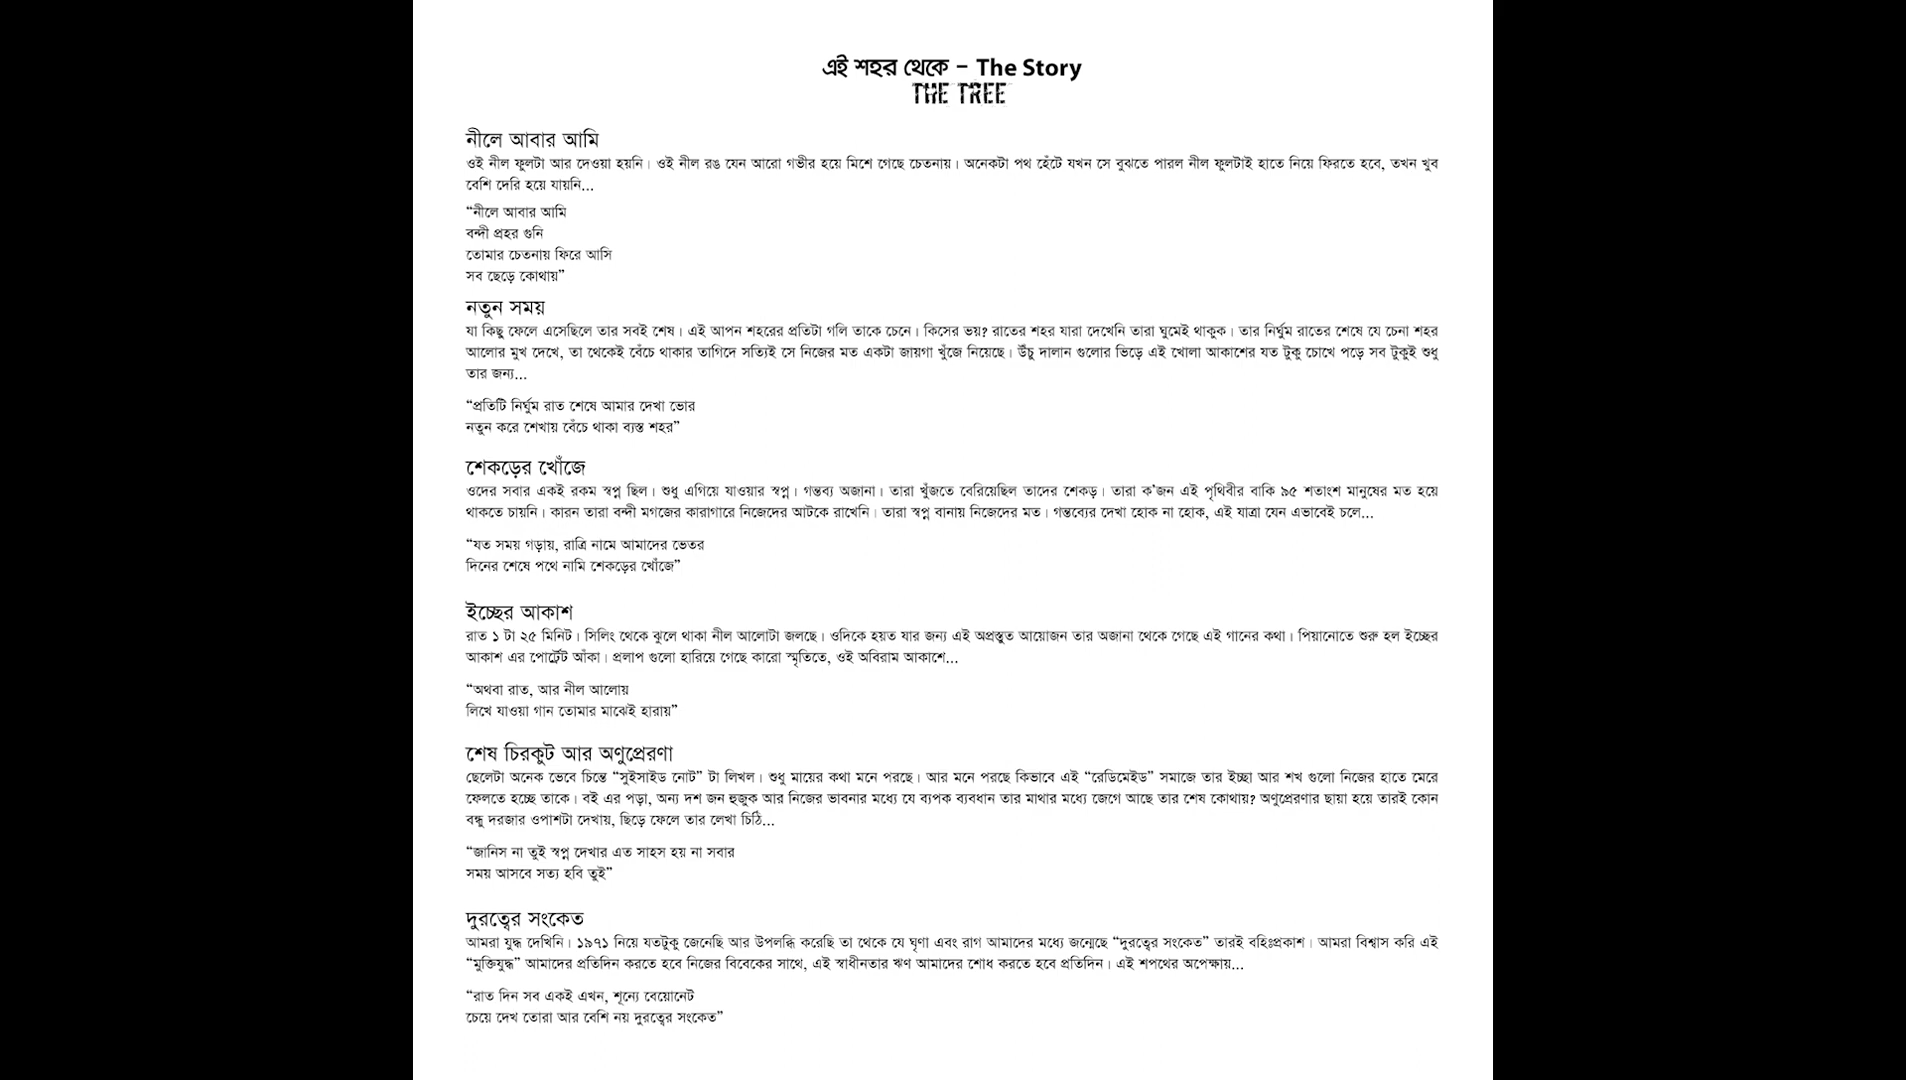 এই শহর থেকে – The Story
THE TREE
নীলে আবার আমি
ওই নীল ফুলটা আর দেওয়া হয়নি। ওই নীল রঙ যেন আরো গভীর হয়ে মিশে গেছে চেতনায়। অনেকটা পথ হেঁটে যখন সে বুঝতে পারল নীল ফুলটাই হাতে নিয়ে ফিরতে হবে, তখন খুব
বেশি দেরি হয়ে যায়নি...
“নীলে আবার আমি
বন্দী প্রহর গুনি
তোমার চেতনায় ফিরে আসি
সব ছেড়ে কোথায়”
নতুন সময়
যা কিছু ফেলে এসেছিলে তার সবই শেষ। এই আপন শহরের প্রতিটা গলি তাকে চেনে। কিসের ভয়? রাতের শহর যারা দেখেনি তারা ঘুমেই থাকুক। তার নির্ঘুম রাতের শেষে যে চেনা শহর
আলোর মুখ দেখে, তা থেকেই বেঁচে থাকার তাগিদে সত্যিই সে নিজের মত একটা জায়গা খুঁজে নিয়েছে। উঁচু দালান গুলোর ভিড়ে এই খোলা আকাশের যত টুকু চোখে পড়ে সব টুকুই শুধু
তার জন্য...
“প্রতিটি নির্ঘুম রাত শেষে আমার দেখা ভোর
নতুন করে শেখায় বেঁচে থাকা ব্যস্ত শহর”
শেকড়ের খোঁজে
ওদের সবার একই রকম স্বপ্ন ছিল। শুধু এগিয়ে যাওয়ার স্বপ্ন। গন্তব্য অজানা। তারা খুঁজতে বেরিয়েছিল তাদের শেকড়। তারা ক’জন এই পৃথিবীর বাকি ৯৫ শতাংশ মানুষের মত হয়ে
থাকতে চায়নি। কারন তারা বন্দী মগজের কারাগারে নিজেদের আটকে রাখেনি। তারা স্বপ্ন বানায় নিজেদের মত। গন্তব্যের দেখা হোক না হোক, এই যাত্রা যেন এভাবেই চলে...
“যত সময় গড়ায়, রাত্রি নামে আমাদের ভেতর
দিনের শেষে পথে নামি শেকড়ের খোঁজে”
ইচ্ছের আকাশ
রাত ১ টা ২৫ মিনিট। সিলিং থেকে ঝুলে থাকা নীল আলোটা জলছে। ওদিকে হয়ত যার জন্য এই অপ্রস্তুত আয়োজন তার অজানা থেকে গেছে এই গানের কথা। পিয়ানোতে শুরু হল ইচ্ছের
আকাশ এর পোর্ট্রেট আঁকা। প্রলাপ গুলো হারিয়ে গেছে কারো স্মৃতিতে, ওই অবিরাম আকাশে...
“অথবা রাত, আর নীল আলোয়
লিখে যাওয়া গান তোমার মাঝেই হারায়”
শেষ চিরকুট আর অণুপ্রেরণা
ছেলেটা অনেক ভেবে চিন্তে “সুইসাইড নোট” টা লিখল। শুধু মায়ের কথা মনে পরছে। আর মনে পরছে কিভাবে এই “রেডিমেইড” সমাজে তার ইচ্ছা আর শখ গুলো নিজের হাতে মেরে
ফেলতে হচ্ছে তাকে। বই এর পড়া, অন্য দশ জন হুজুক আর নিজের ভাবনার মধ্যে যে ব্যপক ব্যবধান তার মাথার মধ্যে জেগে আছে তার শেষ কোথায়? অণুপ্রেরণার ছায়া হয়ে তারই কোন
বন্ধু দরজার ওপাশটা দেখায়, ছিড়ে ফেলে তার লেখা চিঠি...
“জানিস না তুই স্বপ্ন দেখার এত সাহস হয় না সবার
সময় আসবে সত্য হবি তুই”
দুরত্বের সংকেত
আমরা যুদ্ধ দেখিনি। ১৯৭১ নিয়ে যতটুকু জেনেছি আর উপলব্ধি করেছি তা থেকে যে ঘৃণা এবং রাগ আমাদের মধ্যে জন্মেছে “দুরত্বের সংকেত” তারই বহিঃপ্রকাশ। আমরা বিশ্বাস করি এই
“মুক্তিযুদ্ধ” আমাদের প্রতিদিন করতে হবে নিজের বিবেকের সাথে, এই স্বাধীনতার ঋণ আমাদের শোধ করতে হবে প্রতিদিন। এই শপথের অপেক্ষায়...
“রাত দিন সব একই এখন, শূন্যে বেয়োনেট
চেয়ে দেখ তোরা আর বেশি নয় দুরত্বের সংকেত”